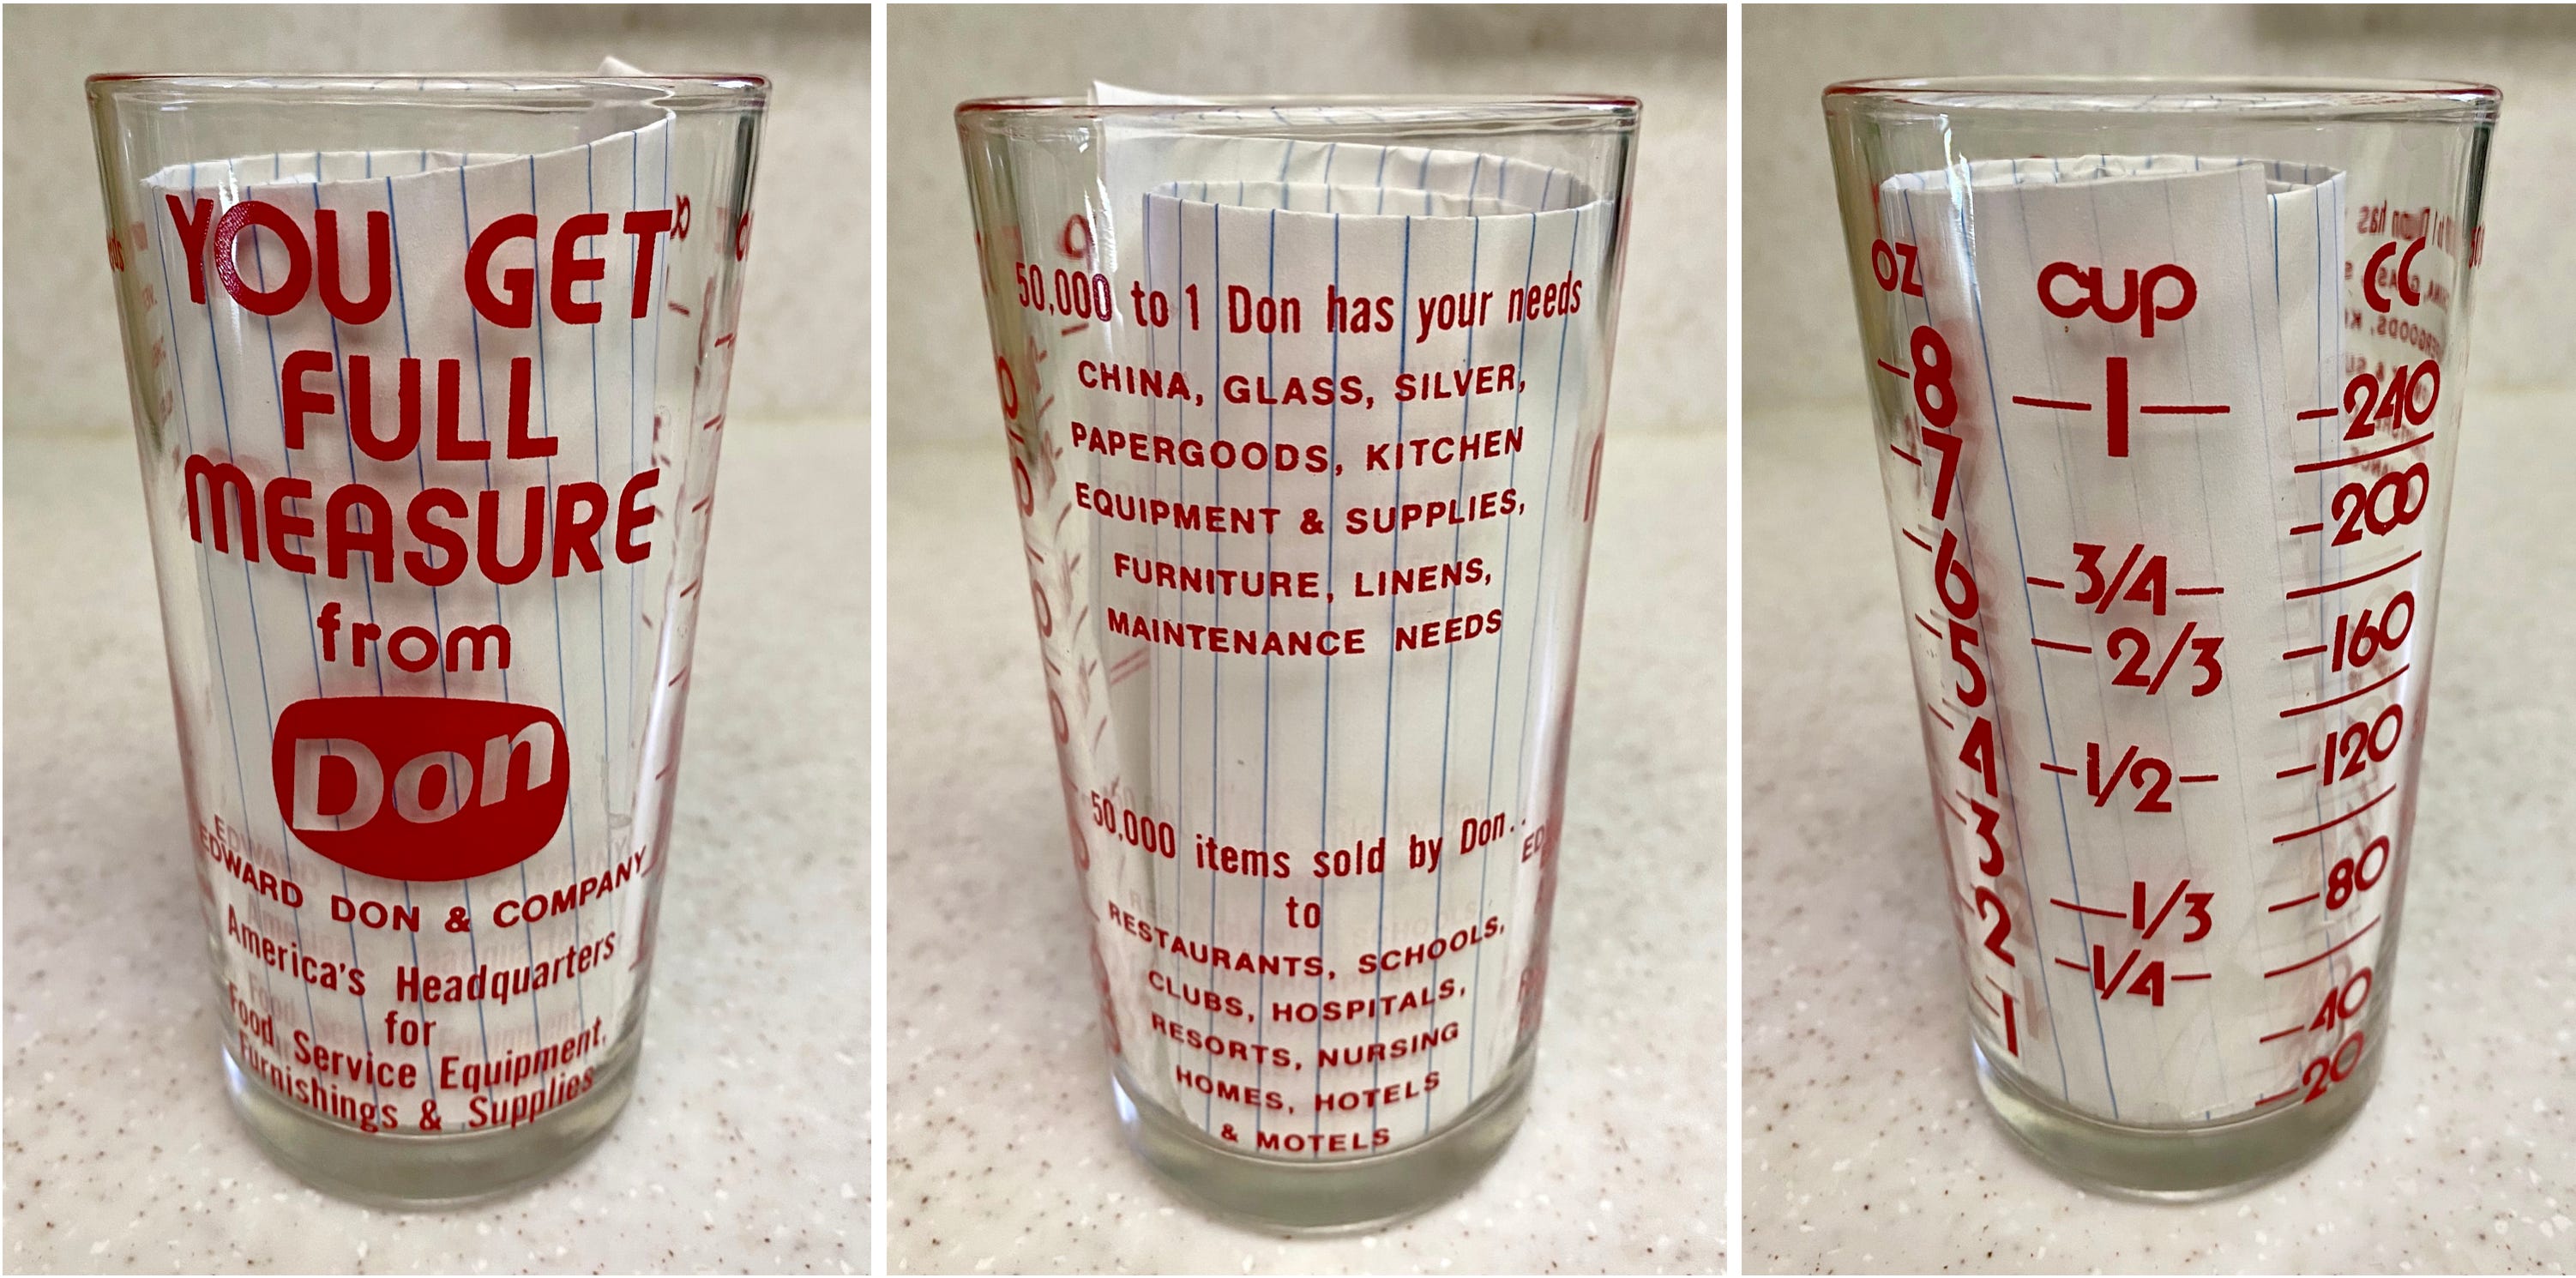 YOU GET
FULL
MEASURE
from
Don
EDWARD DON & COMPANY
America's Headquarters
for
Food Service Equipment,
Furnishings & Supplies
50,000 to 1 Don has your needs
CHINA, GLASS, SILVER,
PAPERGOODS, KITCHEN
EQUIPMENT & SUPPLIES,
FURNITURE, LINENS,
MAINTENANCE NEEDS
50,000 items sold by Don..
to
RESTAURANTS, SCHOOLS,
CLUBS, HOSPITALS,
RESORTS, NURSING
HOMES, HOTELS
& MOTELS
oz
8
7
6
5
4
3
2
1
cup
1
3/4
2/3
1/2
1/3
1/4
CC
240
200
160
120
80
40
20